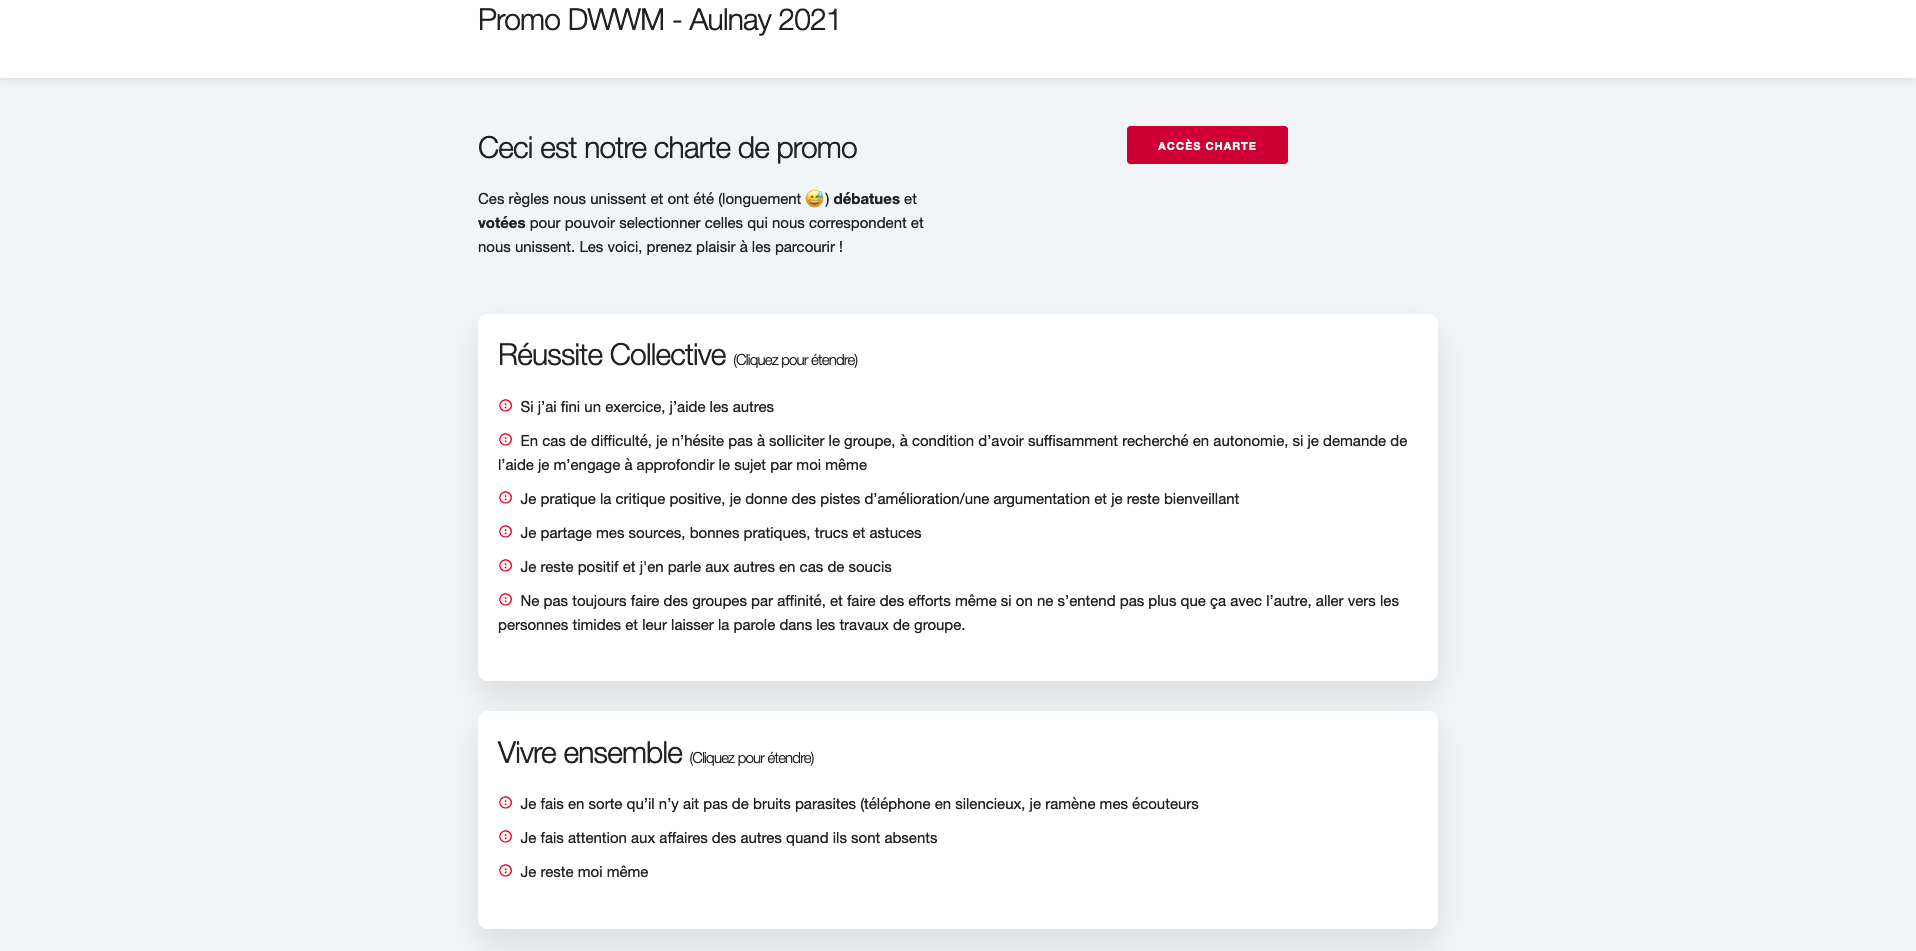 Promo DWWM - Aulnay 2021
Ceci est notre charte de promo
ACCÈS CHARTE
Ces règles nous unissent et ont été (longuement 😅) débatues et
votées pour pouvoir selectionner celles qui nous correspondent et
nous unissent. Les voici, prenez plaisir à les parcourir !
Réussite Collective (Cliquez pour étendre)
Si j’ai fini un exercice, j’aide les autres
En cas de difficulté, je n’hésite pas à solliciter le groupe, à condition d’avoir suffisamment recherché en autonomie, si je demande de
l’aide je m’engage à approfondir le sujet par moi même
Je pratique la critique positive, je donne des pistes d’amélioration/une argumentation et je reste bienveillant
Je partage mes sources, bonnes pratiques, trucs et astuces
Je reste positif et j'en parle aux autres en cas de soucis
Ne pas toujours faire des groupes par affinité, et faire des efforts même si on ne s’entend pas plus que ça avec l’autre, aller vers les
personnes timides et leur laisser la parole dans les travaux de groupe.
Vivre ensemble (Cliquez pour étendre)
Je fais en sorte qu’il n’y ait pas de bruits parasites (téléphone en silencieux, je ramène mes écouteurs
Je fais attention aux affaires des autres quand ils sont absents
Je reste moi même